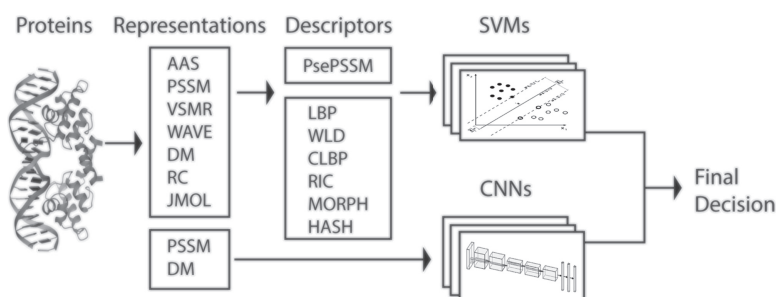 Proteins
Representations
Descriptors
SVMs
AAS
PSSM
VSMR
WAVE
DM
RC
JMOL
PsePSSM
LBP
WLD
CLBP
RIC
MORPH
HASH
CNNs
PSSM
DM
Final
Decision